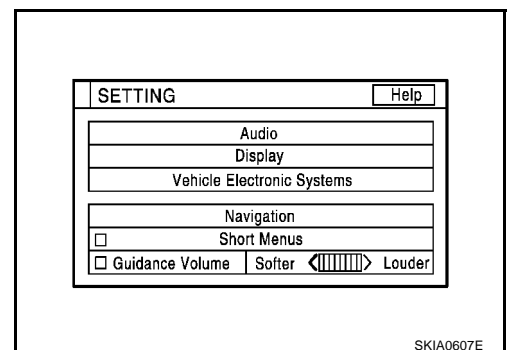 SETTING Help
Audio
Display
Vehicle Electronic Systems
Navigation
Short Menus
Guidance Volume Softer Louder
SKIA0607E